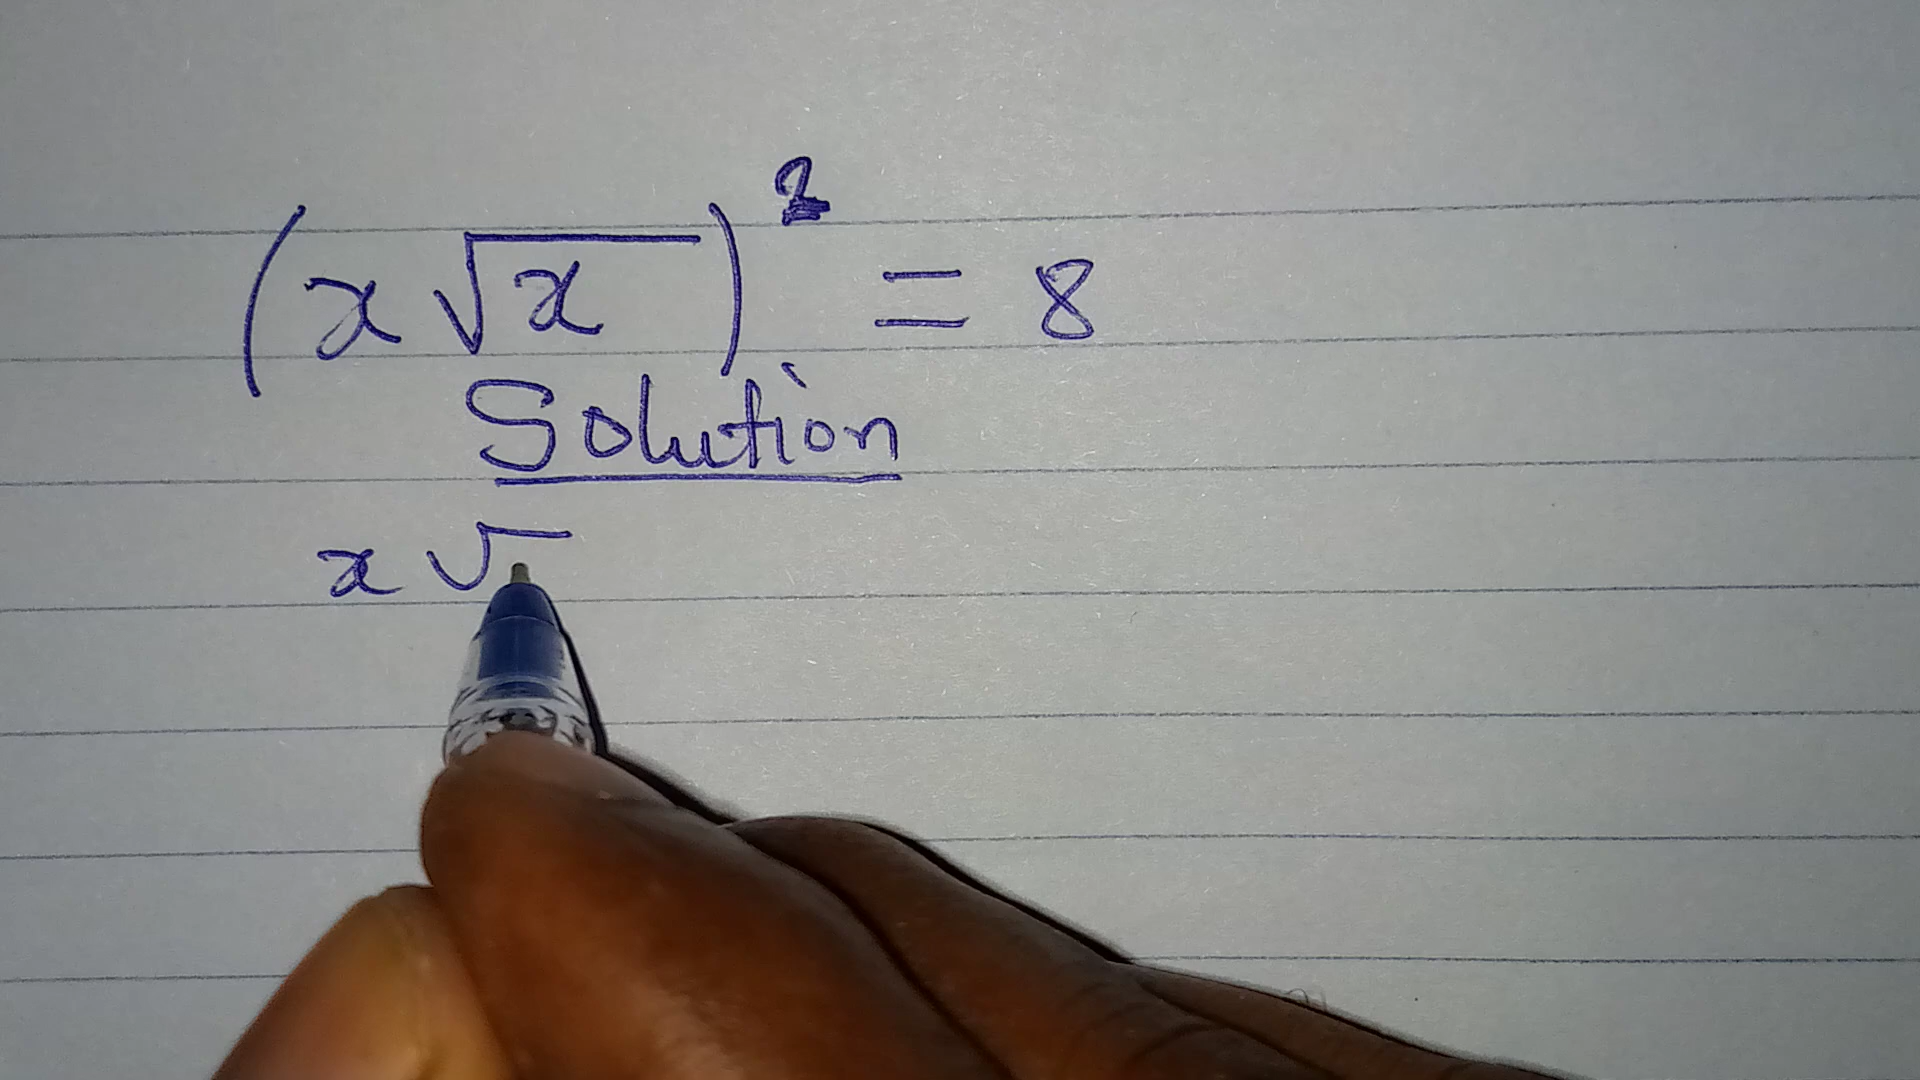 (x√x)² = 8
Solution
x√